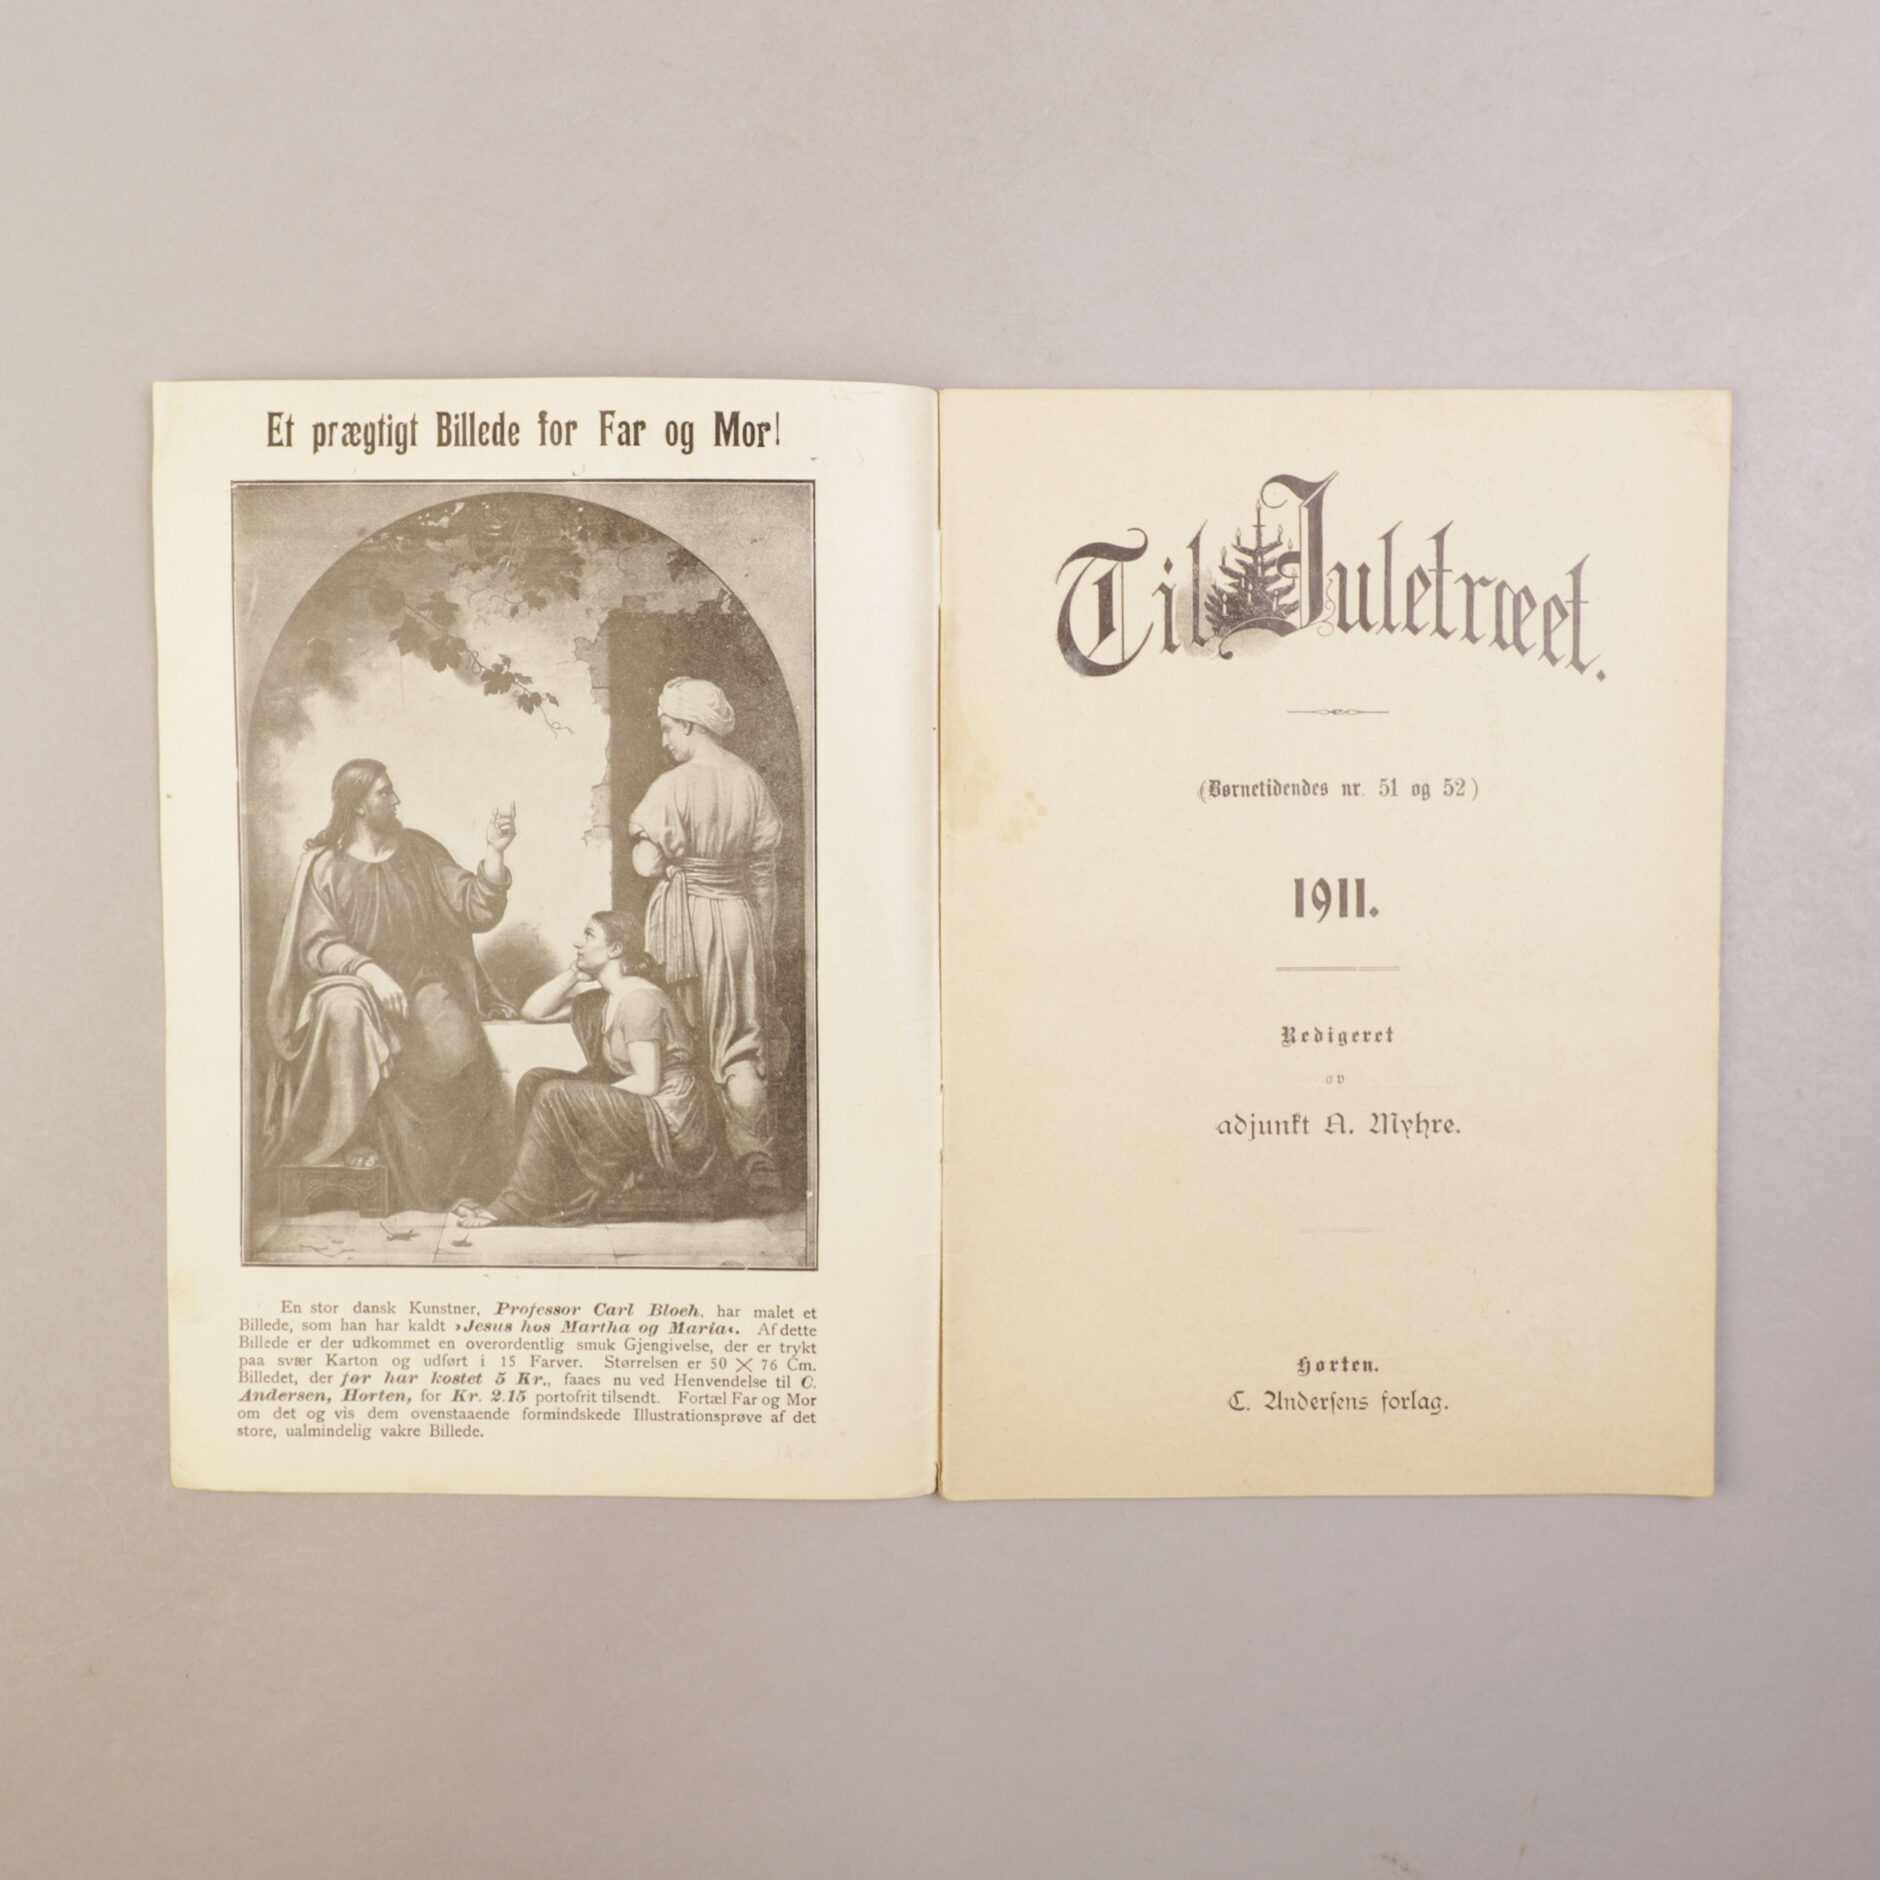 Et prægtigt Billede for Far og Mor!
En stor dansk Kunstner, Professor Carl Bloch, har malet et
Billede, som han har kaldt ›Jesus hos Martha og Maria‹. Af dette
Billede er der udkommet en overordentlig smuk Gjengivelse, der er trykt
paa svær Karton og udført i 15 Farver. Størrelsen er 50 × 76 Cm.
Billedet, der før har kostet 5 Kr., faaes nu ved Henvendelse til C.
Andersen, Horten, for Kr. 2.15 portofrit tilsendt. Fortæl Far og Mor
om det og vis dem ovenstaaende formindskede Illustrationsprøve af det
store, ualmindelig vakre Billede.
Til Juletræet.
(Børnetidendes nr. 51 og 52)
1911.
Redigeret
av
adjunkt A. Myhre.
Horten.
C. Andersens forlag.